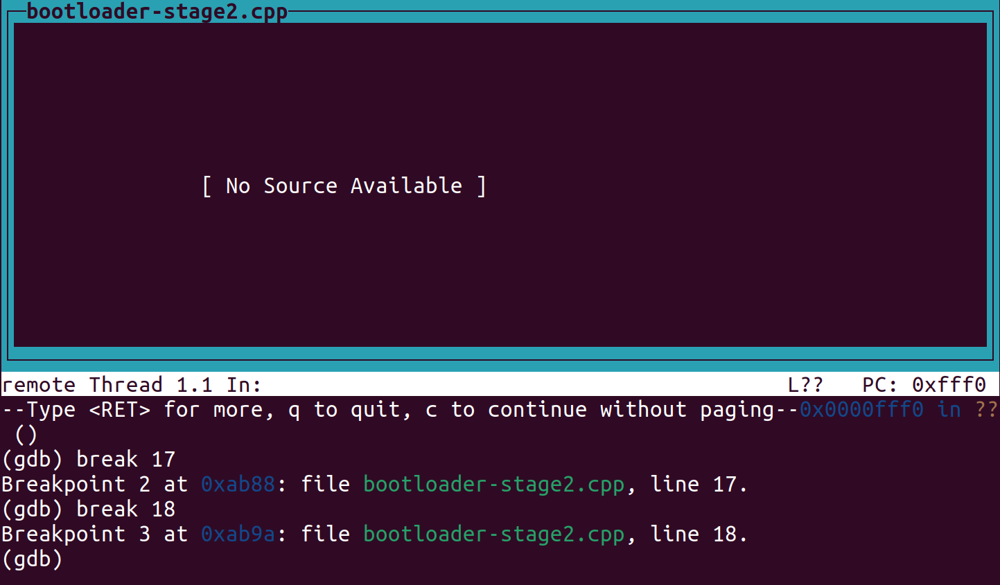 bootloader-stage2.cpp
[ No Source Available ]
remote Thread 1.1 In: L?? PC: 0xfff0
--Type <RET> for more, q to quit, c to continue without paging--0x0000fff0 in ??
 ()
(gdb) break 17
Breakpoint 2 at 0xab88: file bootloader-stage2.cpp, line 17.
(gdb) break 18
Breakpoint 3 at 0xab9a: file bootloader-stage2.cpp, line 18.
(gdb)